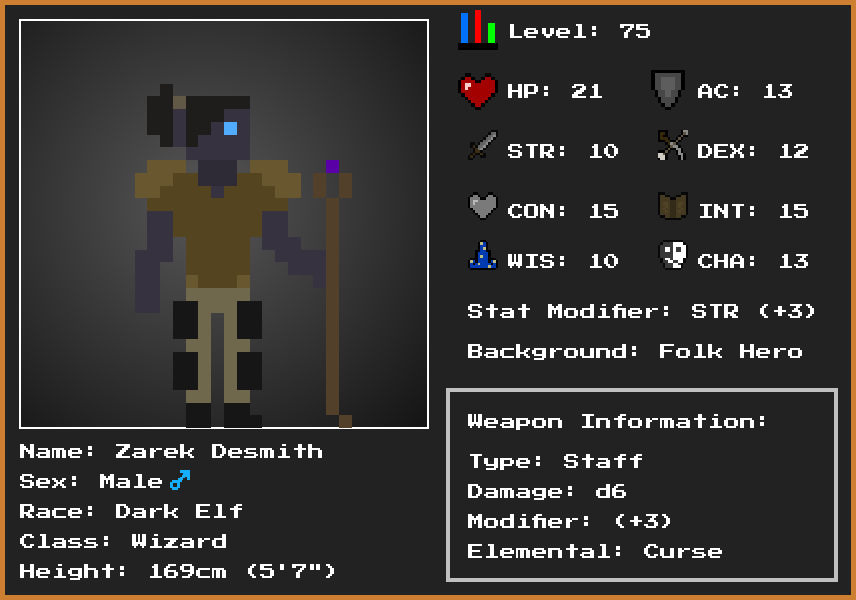 Level: 75
HP: 21
AC: 13
STR: 10
DEX: 12
CON: 15
INT: 15
WIS: 10
CHA: 13
Stat Modifier: STR (+3)
Background: Folk Hero
Weapon Information:
Type: Staff
Damage: d6
Modifier: (+3)
Elemental: Curse
Name: Zarek Desmith
Sex: Male♂
Race: Dark Elf
Class: Wizard
Height: 169cm (5'7")